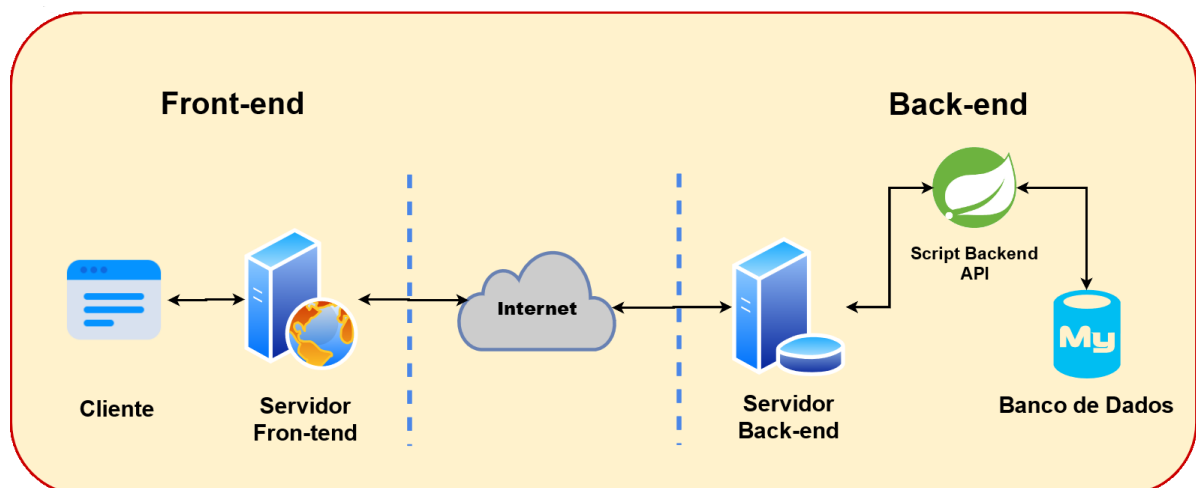 Front-end
Back-end
Internet
Script Backend
API
My
Cliente
Servidor
Fron-tend
Servidor
Back-end
Banco de Dados